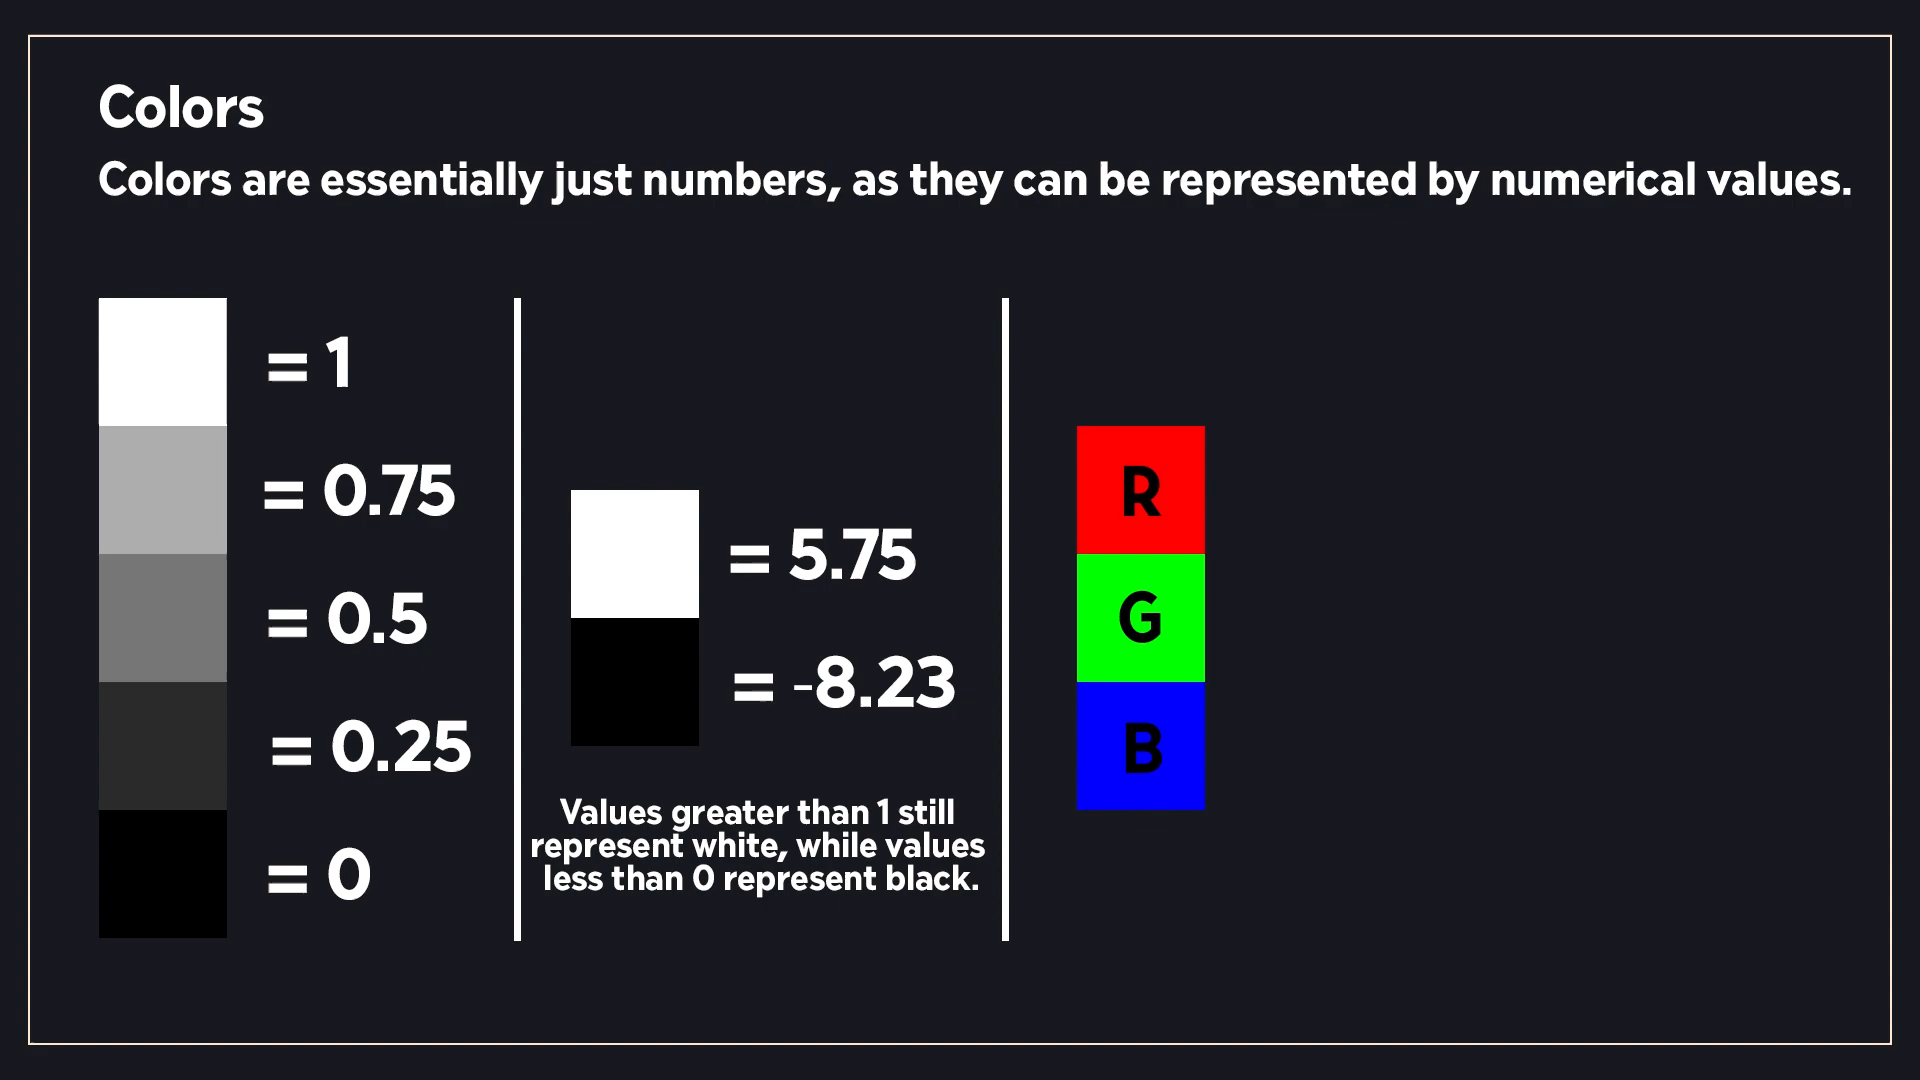 Colors
Colors are essentially just numbers, as they can be represented by numerical values.
= 1
= 0.75
= 0.5
= 0.25
= 0
= 5.75
= -8.23
Values greater than 1 still
represent white, while values
less than 0 represent black.
R
G
B